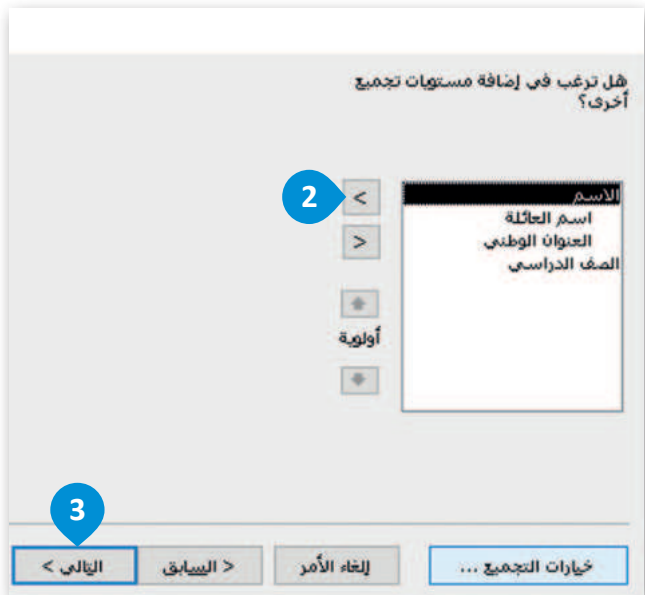 هل ترغب في إضافة مستويات تجميع
أخرى؟
الاسم
اسم العائلة
العنوان الوطني
الصف الدراسي
2
<
>
أولوية
3
خيارات التجميع ...
إلغاء الأمر
< السابق
التالي >